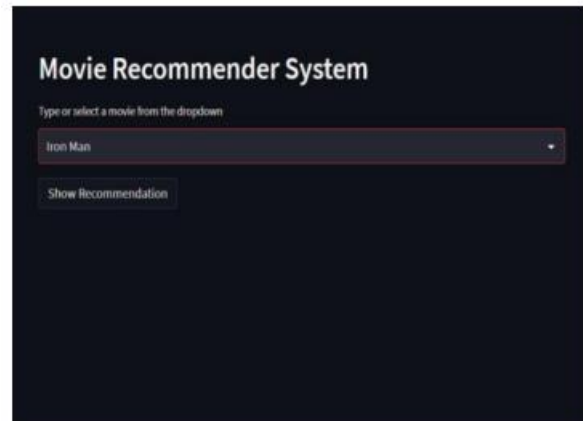 Movie Recommender System
Type or select a movie from the dropdown
Iron Man
Show Recommendation